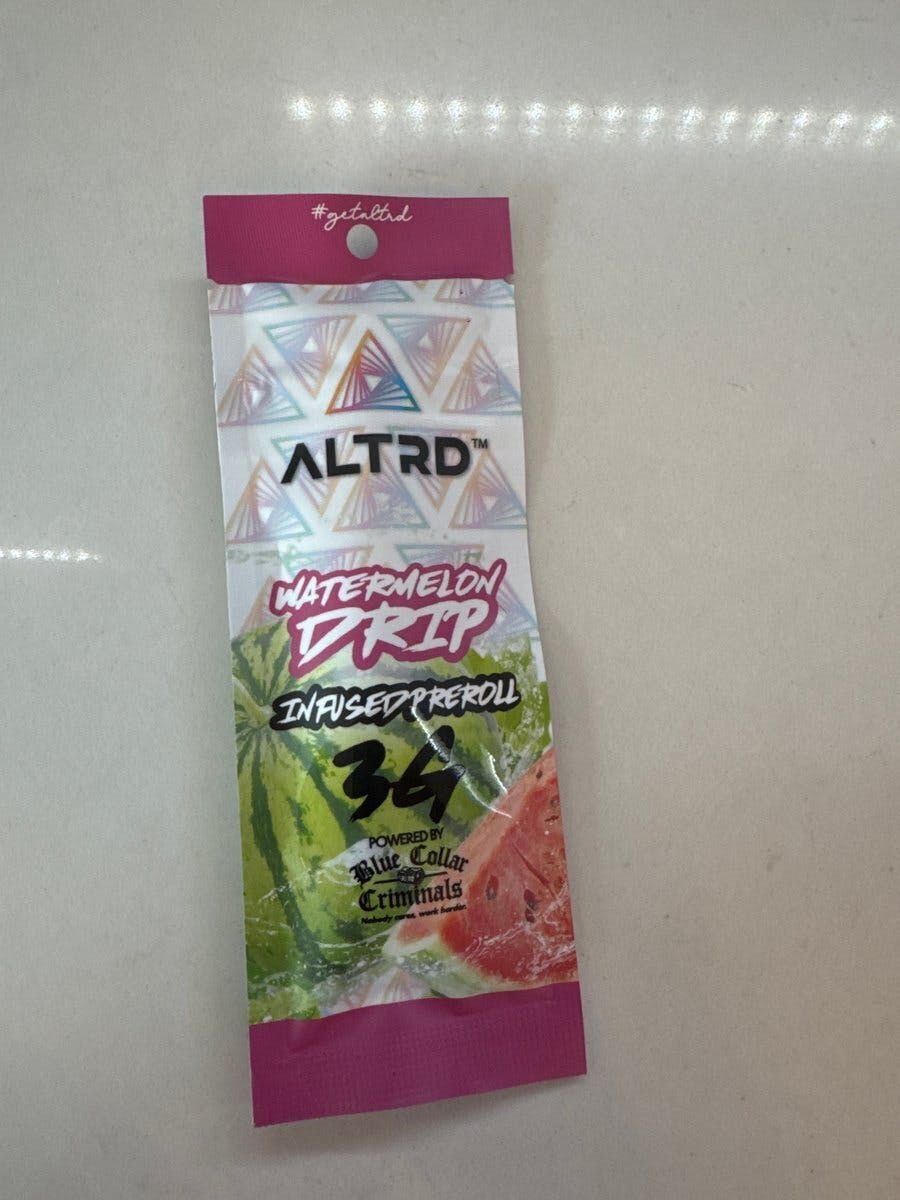 #getaltrd
ALTRD™
WATERMELON
DRIP
INFUSED PREROLL
3G
POWERED BY
Blue Collar
Criminals
Nobody cares, work harder.